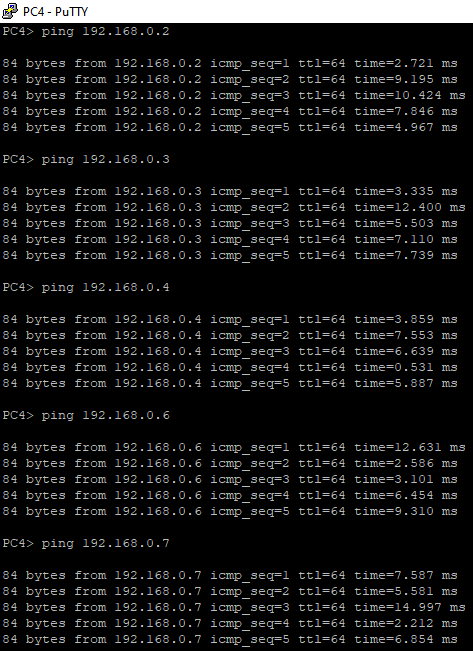 PC4 - PuTTY
PC4> ping 192.168.0.2
84 bytes from 192.168.0.2 icmp_seq=1 ttl=64 time=2.721 ms
84 bytes from 192.168.0.2 icmp_seq=2 ttl=64 time=9.195 ms
84 bytes from 192.168.0.2 icmp_seq=3 ttl=64 time=10.424 ms
84 bytes from 192.168.0.2 icmp_seq=4 ttl=64 time=7.846 ms
84 bytes from 192.168.0.2 icmp_seq=5 ttl=64 time=4.967 ms
PC4> ping 192.168.0.3
84 bytes from 192.168.0.3 icmp_seq=1 ttl=64 time=3.335 ms
84 bytes from 192.168.0.3 icmp_seq=2 ttl=64 time=12.400 ms
84 bytes from 192.168.0.3 icmp_seq=3 ttl=64 time=5.503 ms
84 bytes from 192.168.0.3 icmp_seq=4 ttl=64 time=7.110 ms
84 bytes from 192.168.0.3 icmp_seq=5 ttl=64 time=7.739 ms
PC4> ping 192.168.0.4
84 bytes from 192.168.0.4 icmp_seq=1 ttl=64 time=3.859 ms
84 bytes from 192.168.0.4 icmp_seq=2 ttl=64 time=7.553 ms
84 bytes from 192.168.0.4 icmp_seq=3 ttl=64 time=6.639 ms
84 bytes from 192.168.0.4 icmp_seq=4 ttl=64 time=0.531 ms
84 bytes from 192.168.0.4 icmp_seq=5 ttl=64 time=5.887 ms
PC4> ping 192.168.0.6
84 bytes from 192.168.0.6 icmp_seq=1 ttl=64 time=12.631 ms
84 bytes from 192.168.0.6 icmp_seq=2 ttl=64 time=2.586 ms
84 bytes from 192.168.0.6 icmp_seq=3 ttl=64 time=3.101 ms
84 bytes from 192.168.0.6 icmp_seq=4 ttl=64 time=6.454 ms
84 bytes from 192.168.0.6 icmp_seq=5 ttl=64 time=9.310 ms
PC4> ping 192.168.0.7
84 bytes from 192.168.0.7 icmp_seq=1 ttl=64 time=7.587 ms
84 bytes from 192.168.0.7 icmp_seq=2 ttl=64 time=5.581 ms
84 bytes from 192.168.0.7 icmp_seq=3 ttl=64 time=14.997 ms
84 bytes from 192.168.0.7 icmp_seq=4 ttl=64 time=2.212 ms
84 bytes from 192.168.0.7 icmp_seq=5 ttl=64 time=6.854 ms